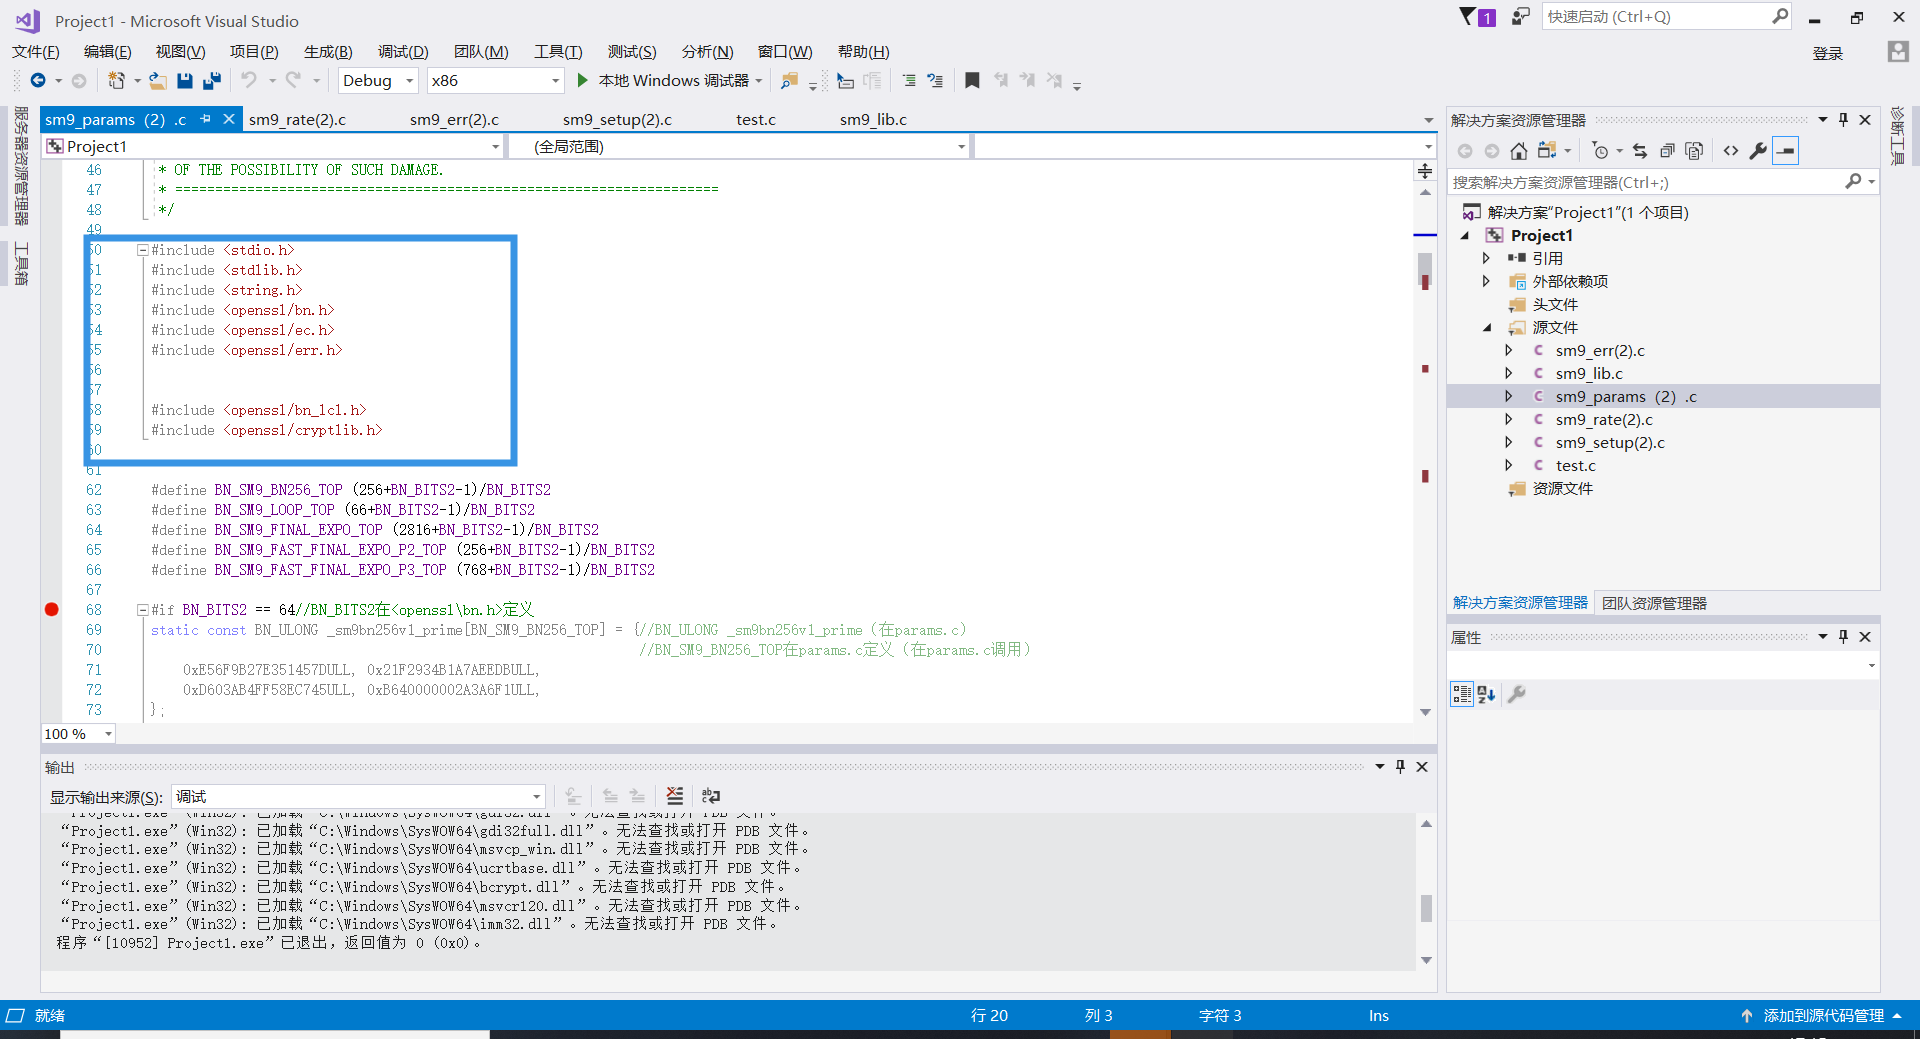 Project1 - Microsoft Visual Studio
1
快速启动 (Ctrl+Q)
文件(F) 编辑(E) 视图(V) 项目(P) 生成(B) 调试(D) 团队(M) 工具(T) 测试(S) 分析(N) 窗口(W) 帮助(H)
登录
Debug x86 本地 Windows 调试器
服务器资源管理器
工具箱
sm9_params（2）.c sm9_rate(2).c sm9_err(2).c sm9_setup(2).c test.c sm9_lib.c
Project1 (全局范围)
46 * OF THE POSSIBILITY OF SUCH DAMAGE.
47 * ====================================================================
48 */
49
50 #include <stdio.h>
51 #include <stdlib.h>
52 #include <string.h>
53 #include <openssl/bn.h>
54 #include <openssl/ec.h>
55 #include <openssl/err.h>
56
57
58 #include <openssl/bn_lcl.h>
59 #include <openssl/cryptlib.h>
60
61
62 #define BN_SM9_BN256_TOP (256+BN_BITS2-1)/BN_BITS2
63 #define BN_SM9_LOOP_TOP (66+BN_BITS2-1)/BN_BITS2
64 #define BN_SM9_FINAL_EXPO_TOP (2816+BN_BITS2-1)/BN_BITS2
65 #define BN_SM9_FAST_FINAL_EXPO_P2_TOP (256+BN_BITS2-1)/BN_BITS2
66 #define BN_SM9_FAST_FINAL_EXPO_P3_TOP (768+BN_BITS2-1)/BN_BITS2
67
68 #if BN_BITS2 == 64//BN_BITS2在<openssl\bn.h>定义
69 static const BN_ULONG _sm9bn256v1_prime[BN_SM9_BN256_TOP] = {//BN_ULONG _sm9bn256v1_prime（在params.c）
70 //BN_SM9_BN256_TOP在params.c定义（在params.c调用）
71 0xE56F9B27E351457DULL, 0x21F2934B1A7AEEDBULL,
72 0xD603AB4FF58EC745ULL, 0xB640000002A3A6F1ULL,
73 };
100 %
输出
显示输出来源(S): 调试
“Project1.exe”(Win32): 已加载“C:\Windows\SysWOW64\gdi32.dll”。无法查找或打开 PDB 文件。
“Project1.exe”(Win32): 已加载“C:\Windows\SysWOW64\gdi32full.dll”。无法查找或打开 PDB 文件。
“Project1.exe”(Win32): 已加载“C:\Windows\SysWOW64\msvcp_win.dll”。无法查找或打开 PDB 文件。
“Project1.exe”(Win32): 已加载“C:\Windows\SysWOW64\ucrtbase.dll”。无法查找或打开 PDB 文件。
“Project1.exe”(Win32): 已加载“C:\Windows\SysWOW64\bcrypt.dll”。无法查找或打开 PDB 文件。
“Project1.exe”(Win32): 已加载“C:\Windows\SysWOW64\msvcr120.dll”。无法查找或打开 PDB 文件。
“Project1.exe”(Win32): 已加载“C:\Windows\SysWOW64\imm32.dll”。无法查找或打开 PDB 文件。
程序“[10952] Project1.exe”已退出，返回值为 0 (0x0)。
解决方案资源管理器
搜索解决方案资源管理器(Ctrl+;)
解决方案“Project1”(1 个项目)
Project1
引用
外部依赖项
头文件
源文件
sm9_err(2).c
sm9_lib.c
sm9_params（2）.c
sm9_rate(2).c
sm9_setup(2).c
test.c
资源文件
解决方案资源管理器 团队资源管理器
属性
诊断工具
就绪 行 20 列 3 字符 3 Ins 添加到源代码管理